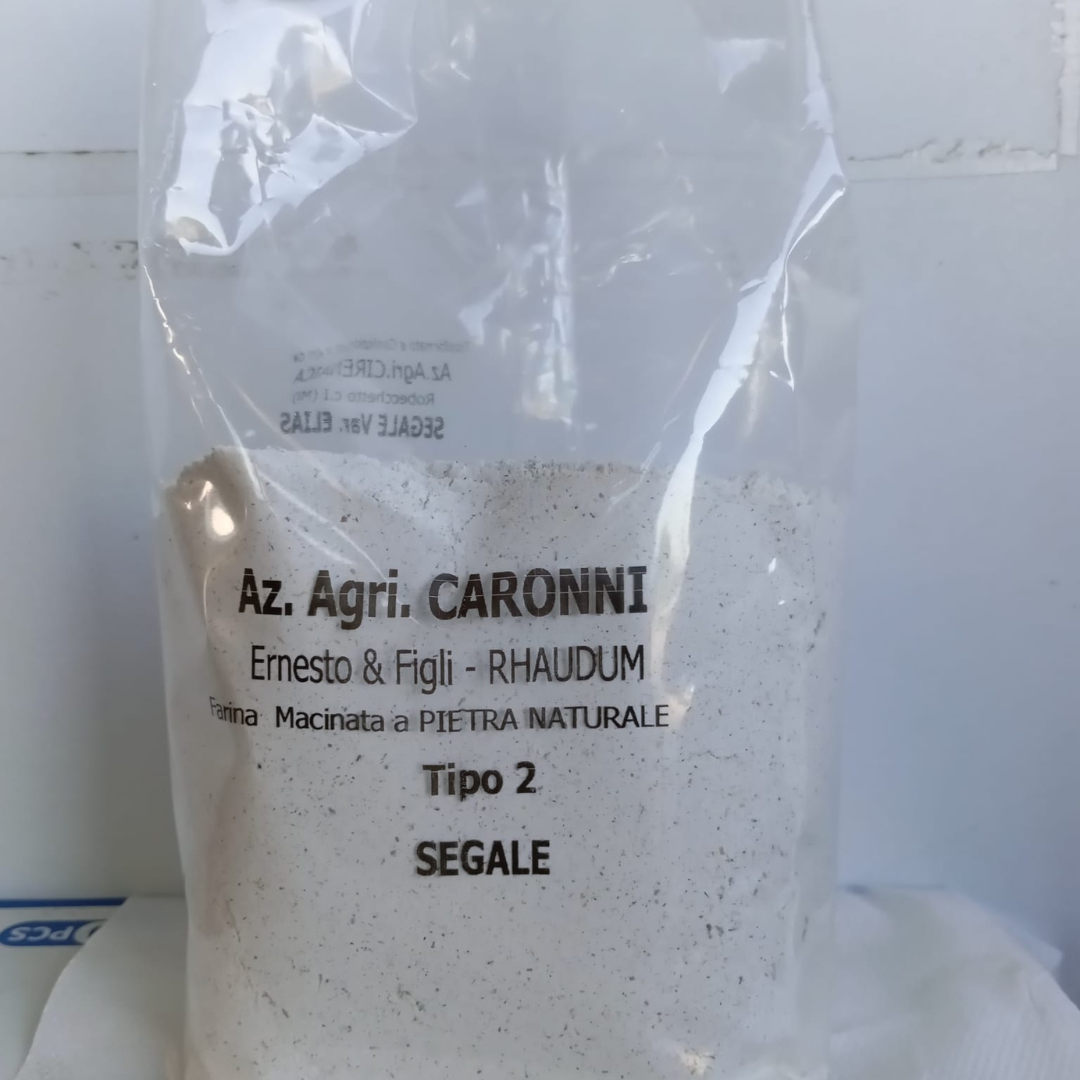 Az.Agri.CIRENAICA
Robecchetto c.I (MI)
SEGALE Var. ELIAS
Az. Agri. CARONNI
Ernesto & Figli - RHAUDUM
Farina Macinata a PIETRA NATURALE
Tipo 2
SEGALE
PCS